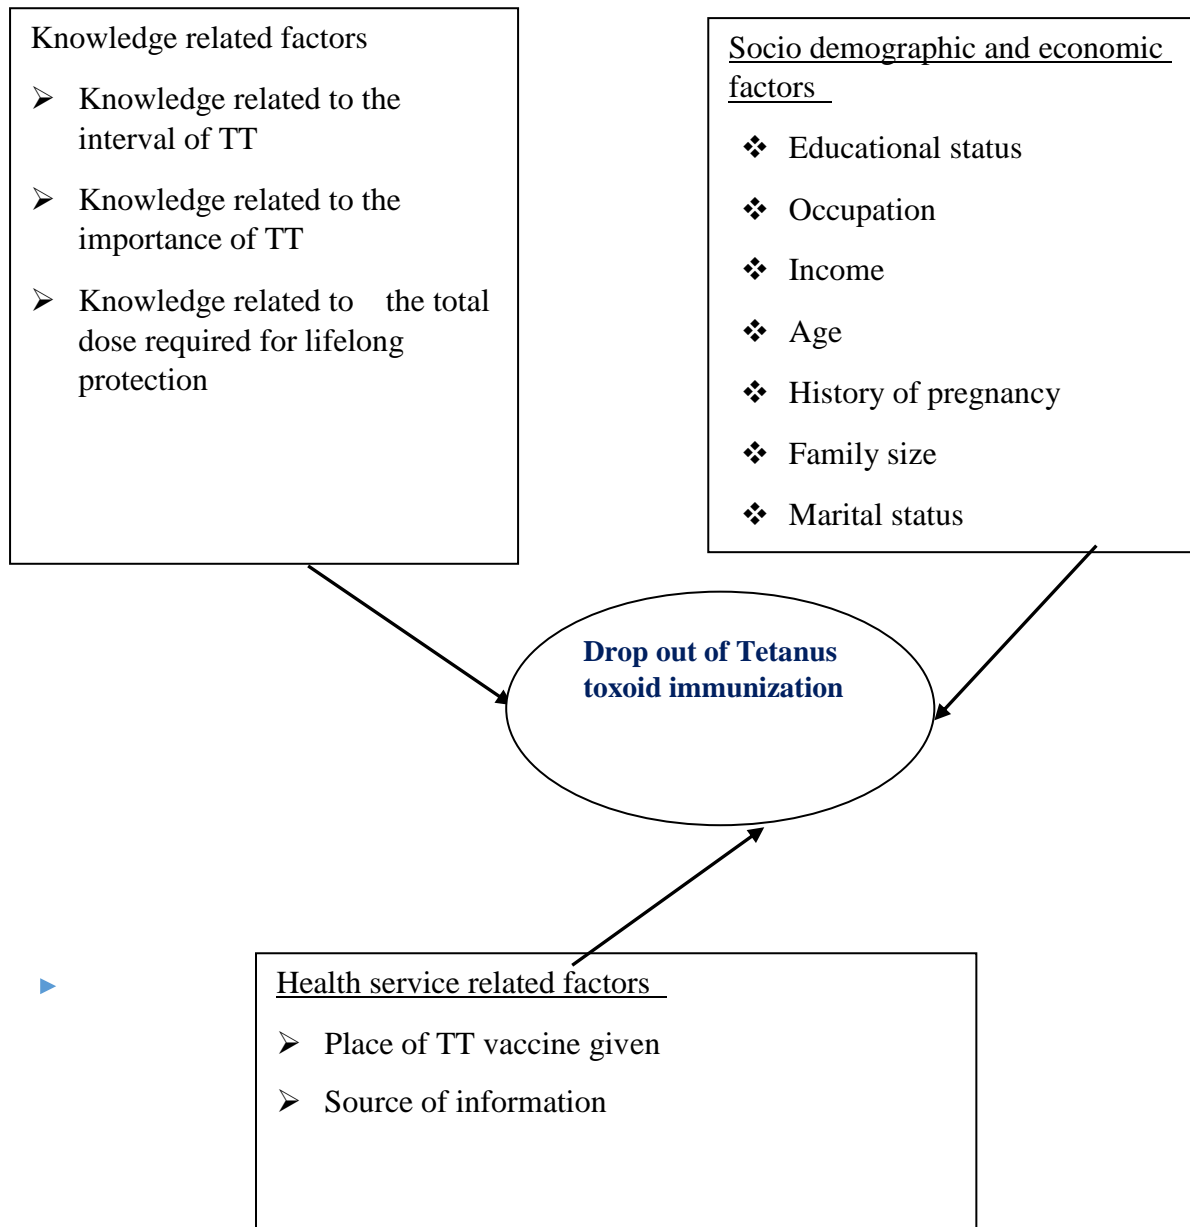 Knowledge related factors
➢ Knowledge related to the
interval of TT
➢ Knowledge related to the
importance of TT
➢ Knowledge related to the total
dose required for lifelong
protection
Socio demographic and economic
factors
❖ Educational status
❖ Occupation
❖ Income
❖ Age
❖ History of pregnancy
❖ Family size
❖ Marital status
Drop out of Tetanus
toxoid immunization
Health service related factors
➢ Place of TT vaccine given
➢ Source of information